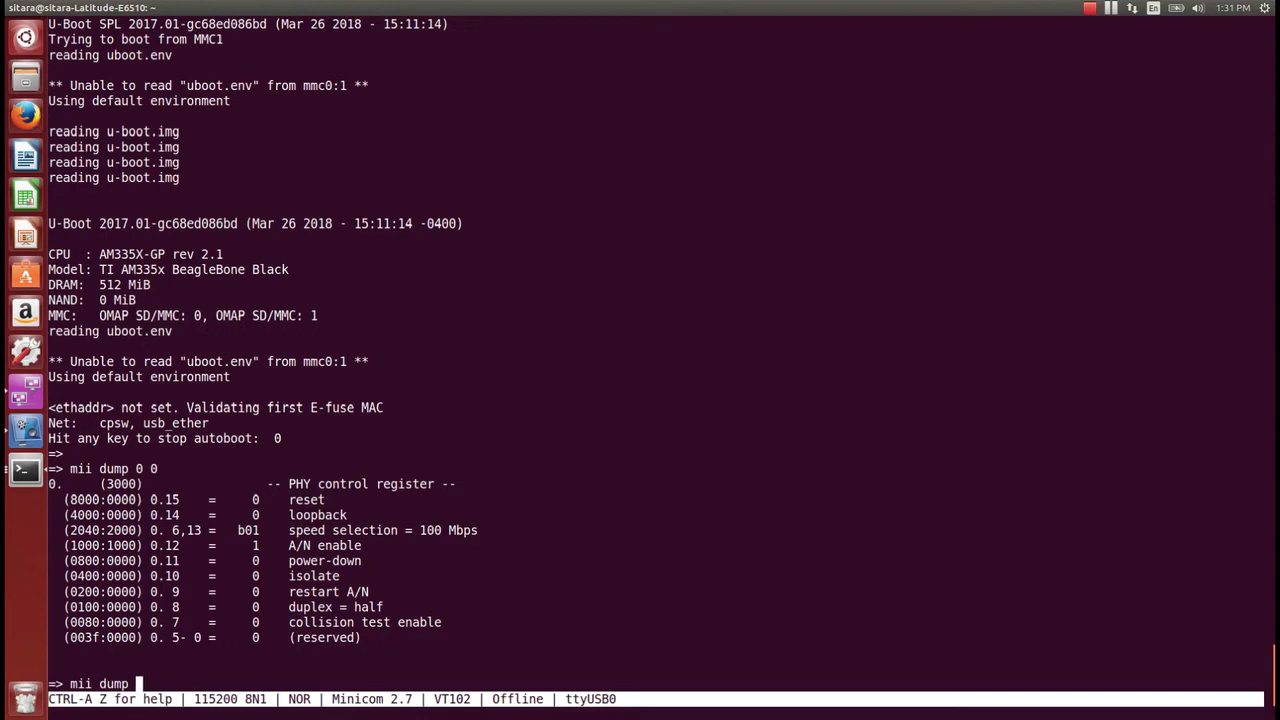 sitara@sitara-Latitude-E6510: ~
En
1:31 PM
U-Boot SPL 2017.01-gc68ed086bd (Mar 26 2018 - 15:11:14)
Trying to boot from MMC1
reading uboot.env
** Unable to read "uboot.env" from mmc0:1 **
Using default environment
reading u-boot.img
reading u-boot.img
reading u-boot.img
reading u-boot.img
U-Boot 2017.01-gc68ed086bd (Mar 26 2018 - 15:11:14 -0400)
CPU  : AM335X-GP rev 2.1
Model: TI AM335x BeagleBone Black
DRAM:  512 MiB
NAND:  0 MiB
MMC:   OMAP SD/MMC: 0, OMAP SD/MMC: 1
reading uboot.env
** Unable to read "uboot.env" from mmc0:1 **
Using default environment
<ethaddr> not set. Validating first E-fuse MAC
Net:   cpsw, usb_ether
Hit any key to stop autoboot:  0
=>
=> mii dump 0 0
0.     (3000)                 -- PHY control register --
  (8000:0000) 0.15    =     0    reset
  (4000:0000) 0.14    =     0    loopback
  (2040:2000) 0. 6,13 =   b01    speed selection = 100 Mbps
  (1000:1000) 0.12    =     1    A/N enable
  (0800:0000) 0.11    =     0    power-down
  (0400:0000) 0.10    =     0    isolate
  (0200:0000) 0. 9    =     0    restart A/N
  (0100:0000) 0. 8    =     0    duplex = half
  (0080:0000) 0. 7    =     0    collision test enable
  (003f:0000) 0. 5- 0 =     0    (reserved)
=> mii dump
CTRL-A Z for help | 115200 8N1 | NOR | Minicom 2.7 | VT102 | Offline | ttyUSB0